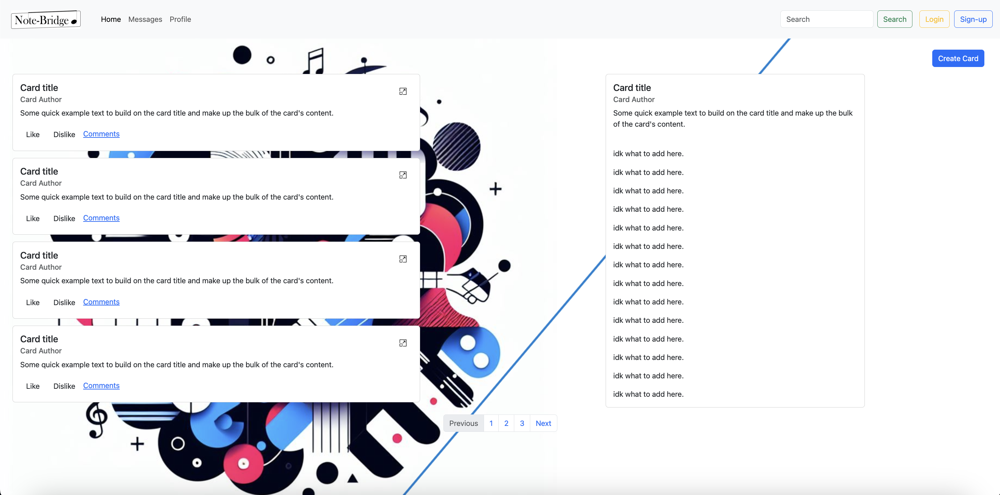 Note-Bridge
Home Messages Profile
Search Search Login Sign-up
Create Card
Card title
Card Author
Some quick example text to build on the card title and make up the bulk of the card's content.
Like Dislike Comments
Card title
Card Author
Some quick example text to build on the card title and make up the bulk of the card's content.
Like Dislike Comments
Card title
Card Author
Some quick example text to build on the card title and make up the bulk of the card's content.
Like Dislike Comments
Card title
Card Author
Some quick example text to build on the card title and make up the bulk of the card's content.
Like Dislike Comments
Card title
Card Author
Some quick example text to build on the card title and make up the bulk
of the card's content.
idk what to add here.
idk what to add here.
idk what to add here.
idk what to add here.
idk what to add here.
idk what to add here.
idk what to add here.
idk what to add here.
idk what to add here.
idk what to add here.
idk what to add here.
idk what to add here.
idk what to add here.
idk what to add here.
Previous 1 2 3 Next